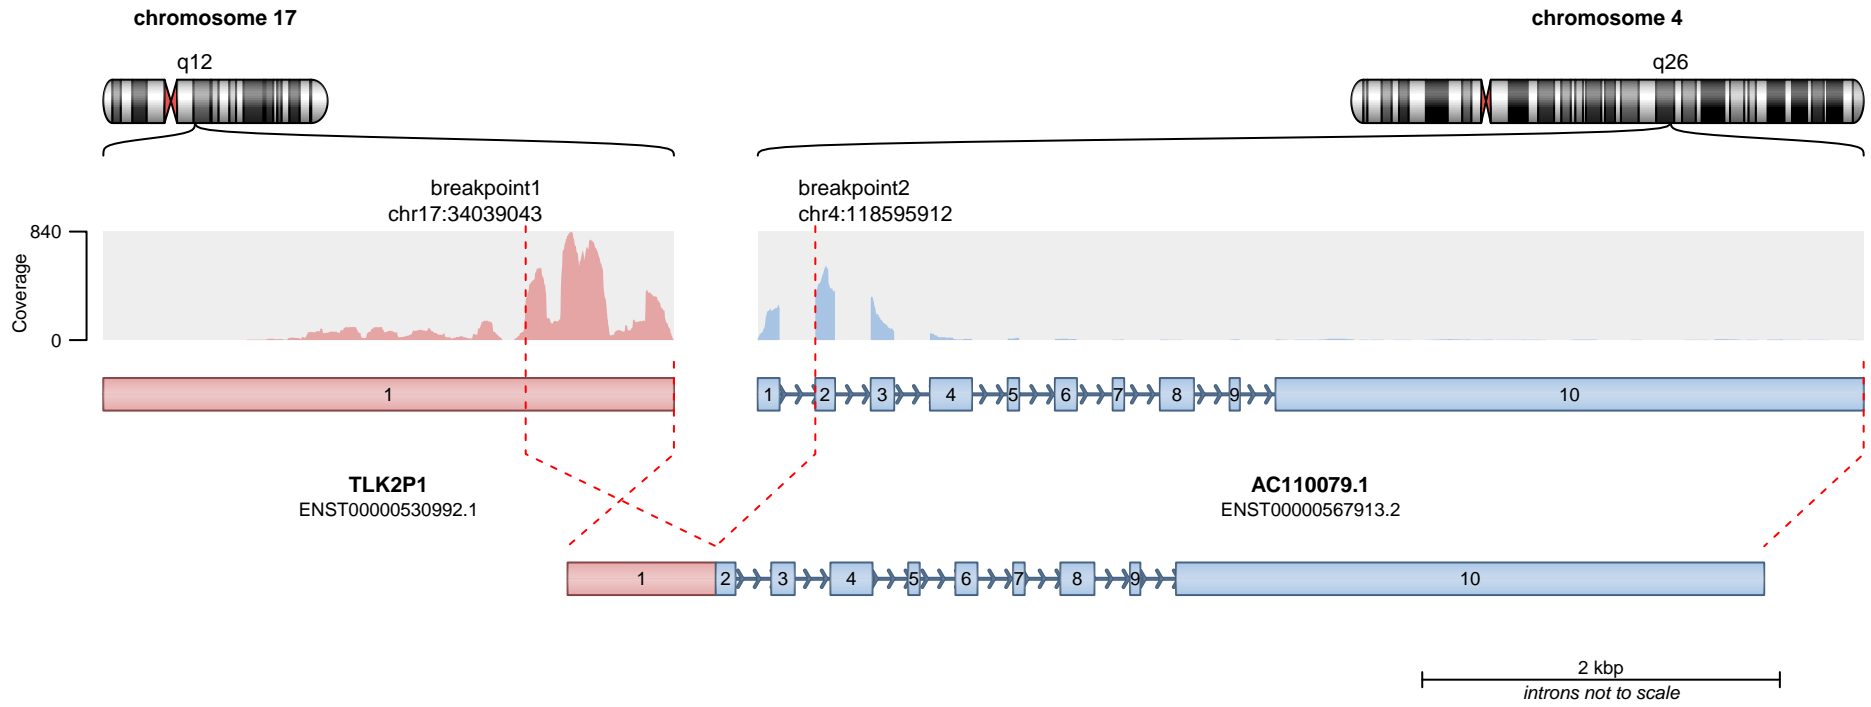 chromosome 17
chromosome 4
q12
q26
breakpoint1
chr17:34039043
breakpoint2
chr4:118595912
840
0
Coverage
1
1 2 3 4 5 6 7 8 9 10
TLK2P1
ENST00000530992.1
AC110079.1
ENST00000567913.2
1 2 3 4 5 6 7 8 9 10
2 kbp
introns not to scale